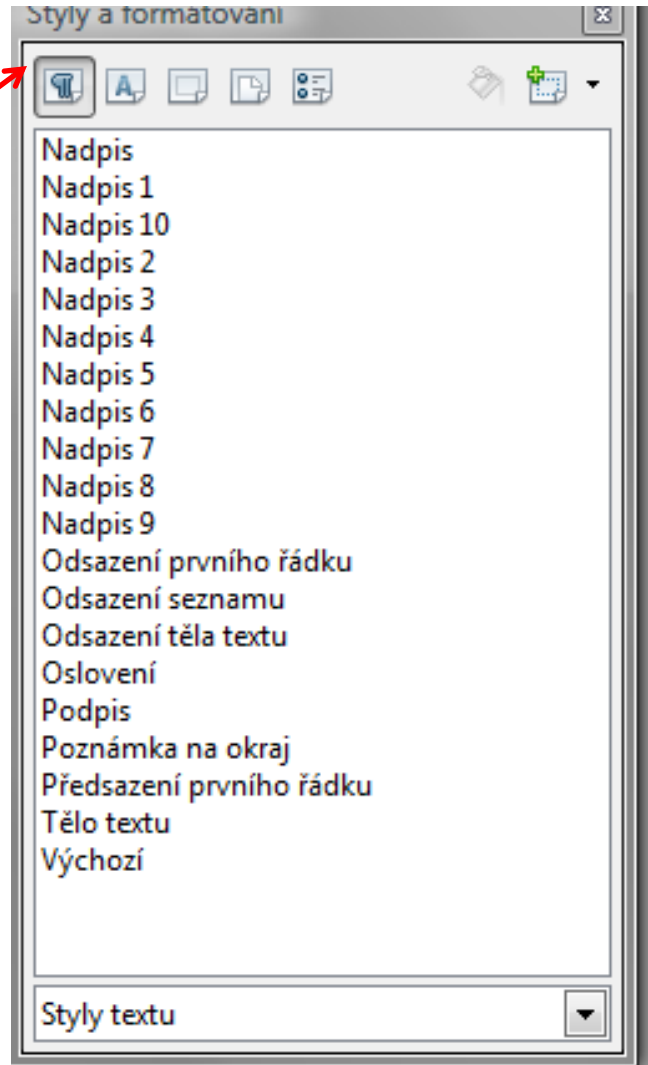 Styly a formátování
Nadpis
Nadpis 1
Nadpis 10
Nadpis 2
Nadpis 3
Nadpis 4
Nadpis 5
Nadpis 6
Nadpis 7
Nadpis 8
Nadpis 9
Odsazení prvního řádku
Odsazení seznamu
Odsazení těla textu
Oslovení
Podpis
Poznámka na okraj
Předsazení prvního řádku
Tělo textu
Výchozí
Styly textu